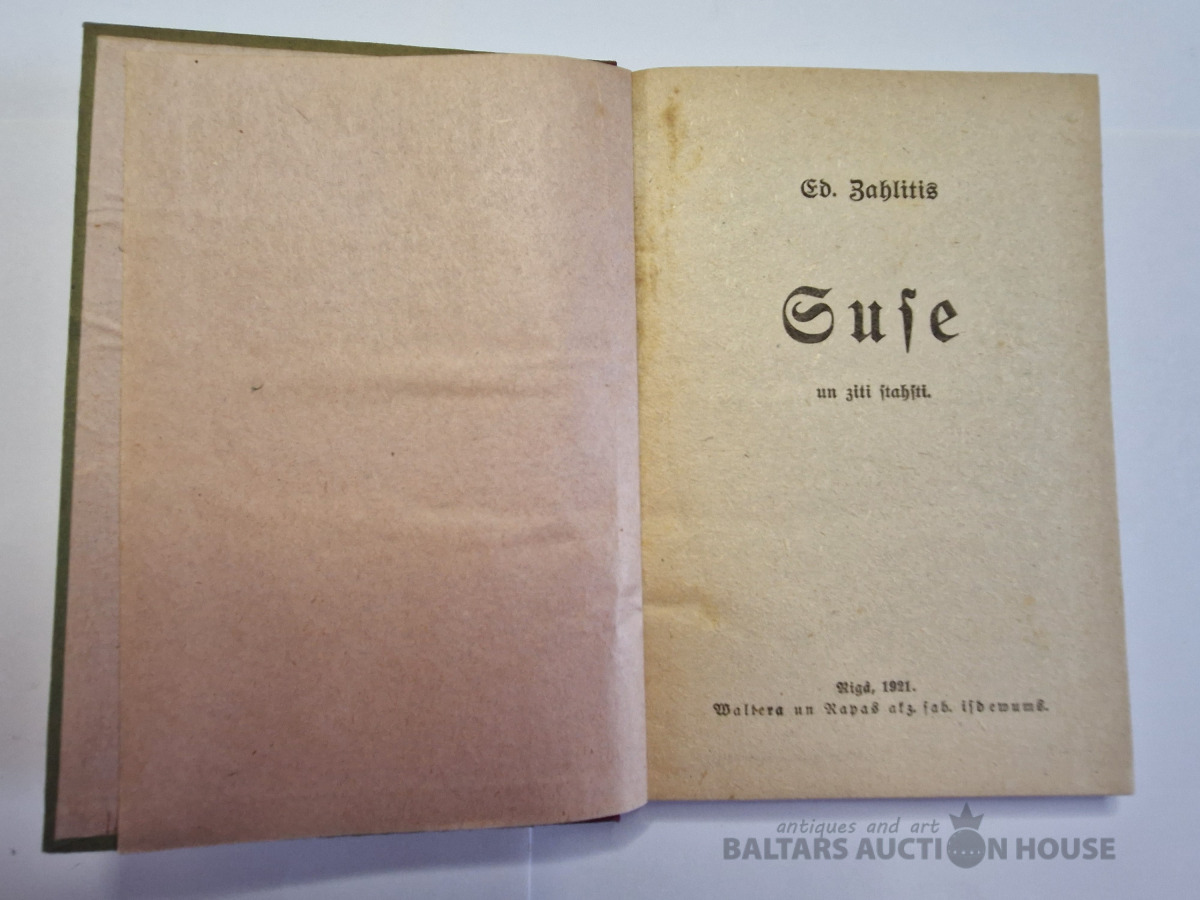 Ed. Zahlitis
Suſe
un ziti ſtahſti.
Rigâ, 1921.
Waltera un Rapas akz. ſab. iſdewums.
antiques and art
BALTARS AUCTION HOUSE